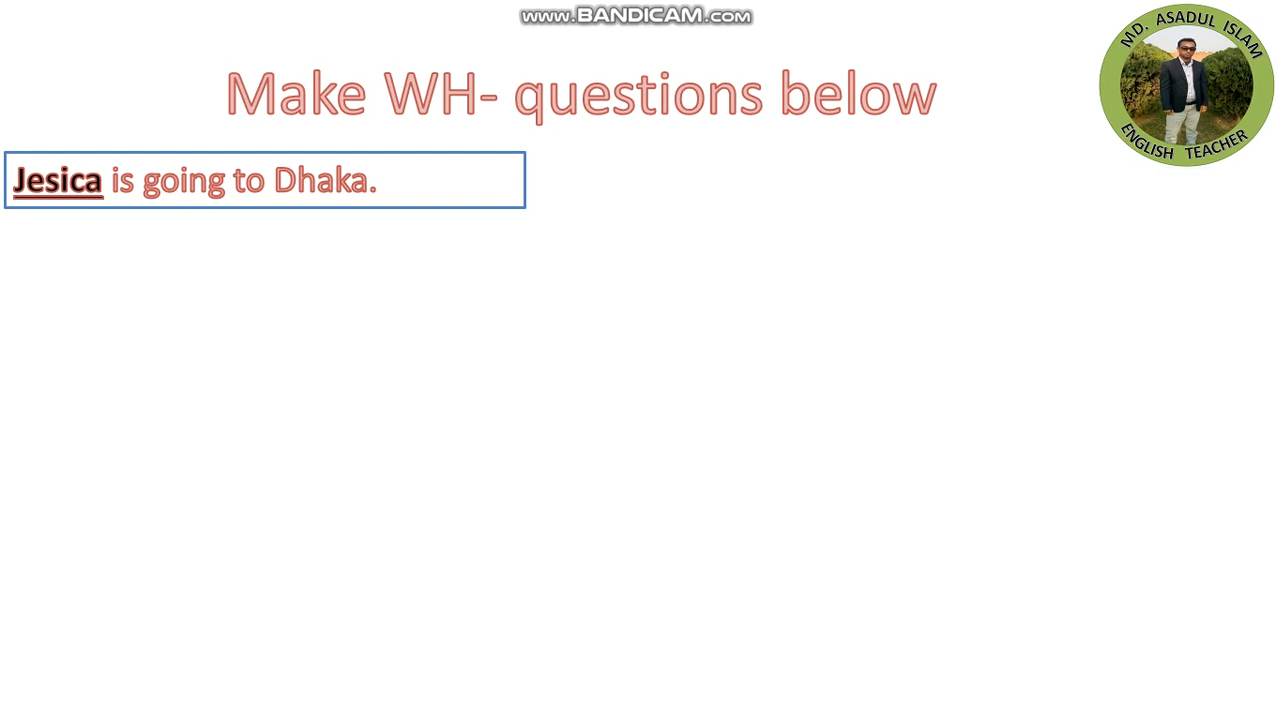 www.BANDICAM.com
MD. ASADUL ISLAM
Make WH- questions below
ENGLISH TEACHER
Jesica is going to Dhaka.